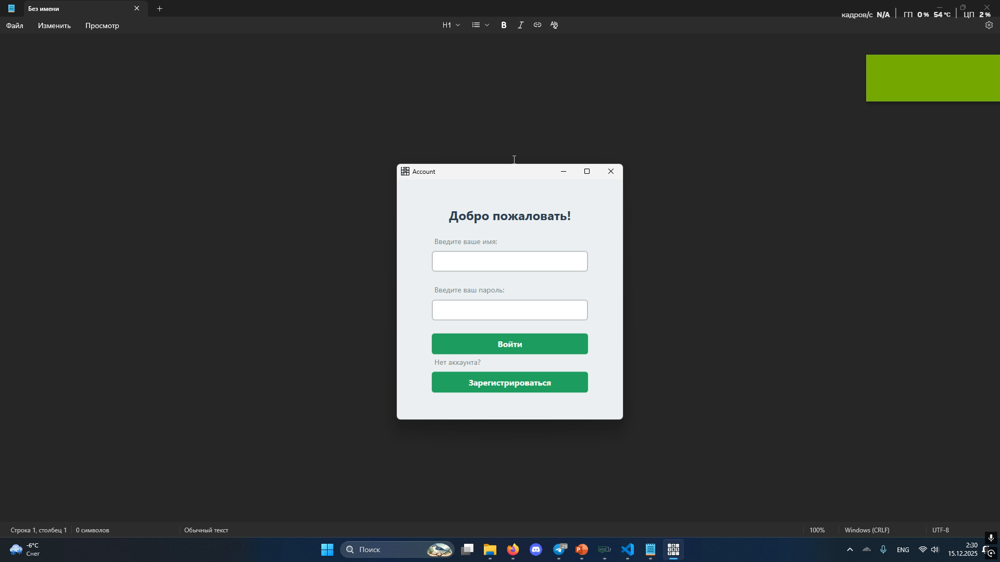 Без имени
кадров/с N/A ГП 0 % 54 °C ЦП 2 %
Файл Изменить Просмотр H1 B I
Account
Добро пожаловать!
Введите ваше имя:
Введите ваш пароль:
Войти
Нет аккаунта?
Зарегистрироваться
Строка 1, столбец 1 0 символов Обычный текст 100% Windows (CRLF) UTF-8
-6°C
Снег
Поиск
29
ENG
2:30
15.12.2025